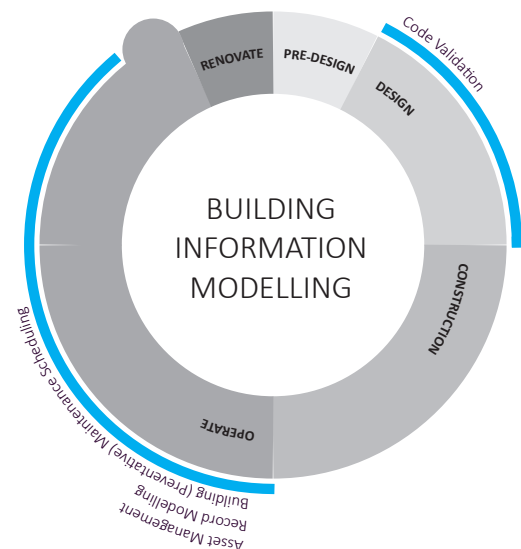 Code Validation
RENOVATE
PRE-DESIGN
DESIGN
BUILDING
INFORMATION
MODELLING
CONSTRUCTION
OPERATE
Building (Preventative) Maintenance Scheduling
Record Modelling
Asset Management